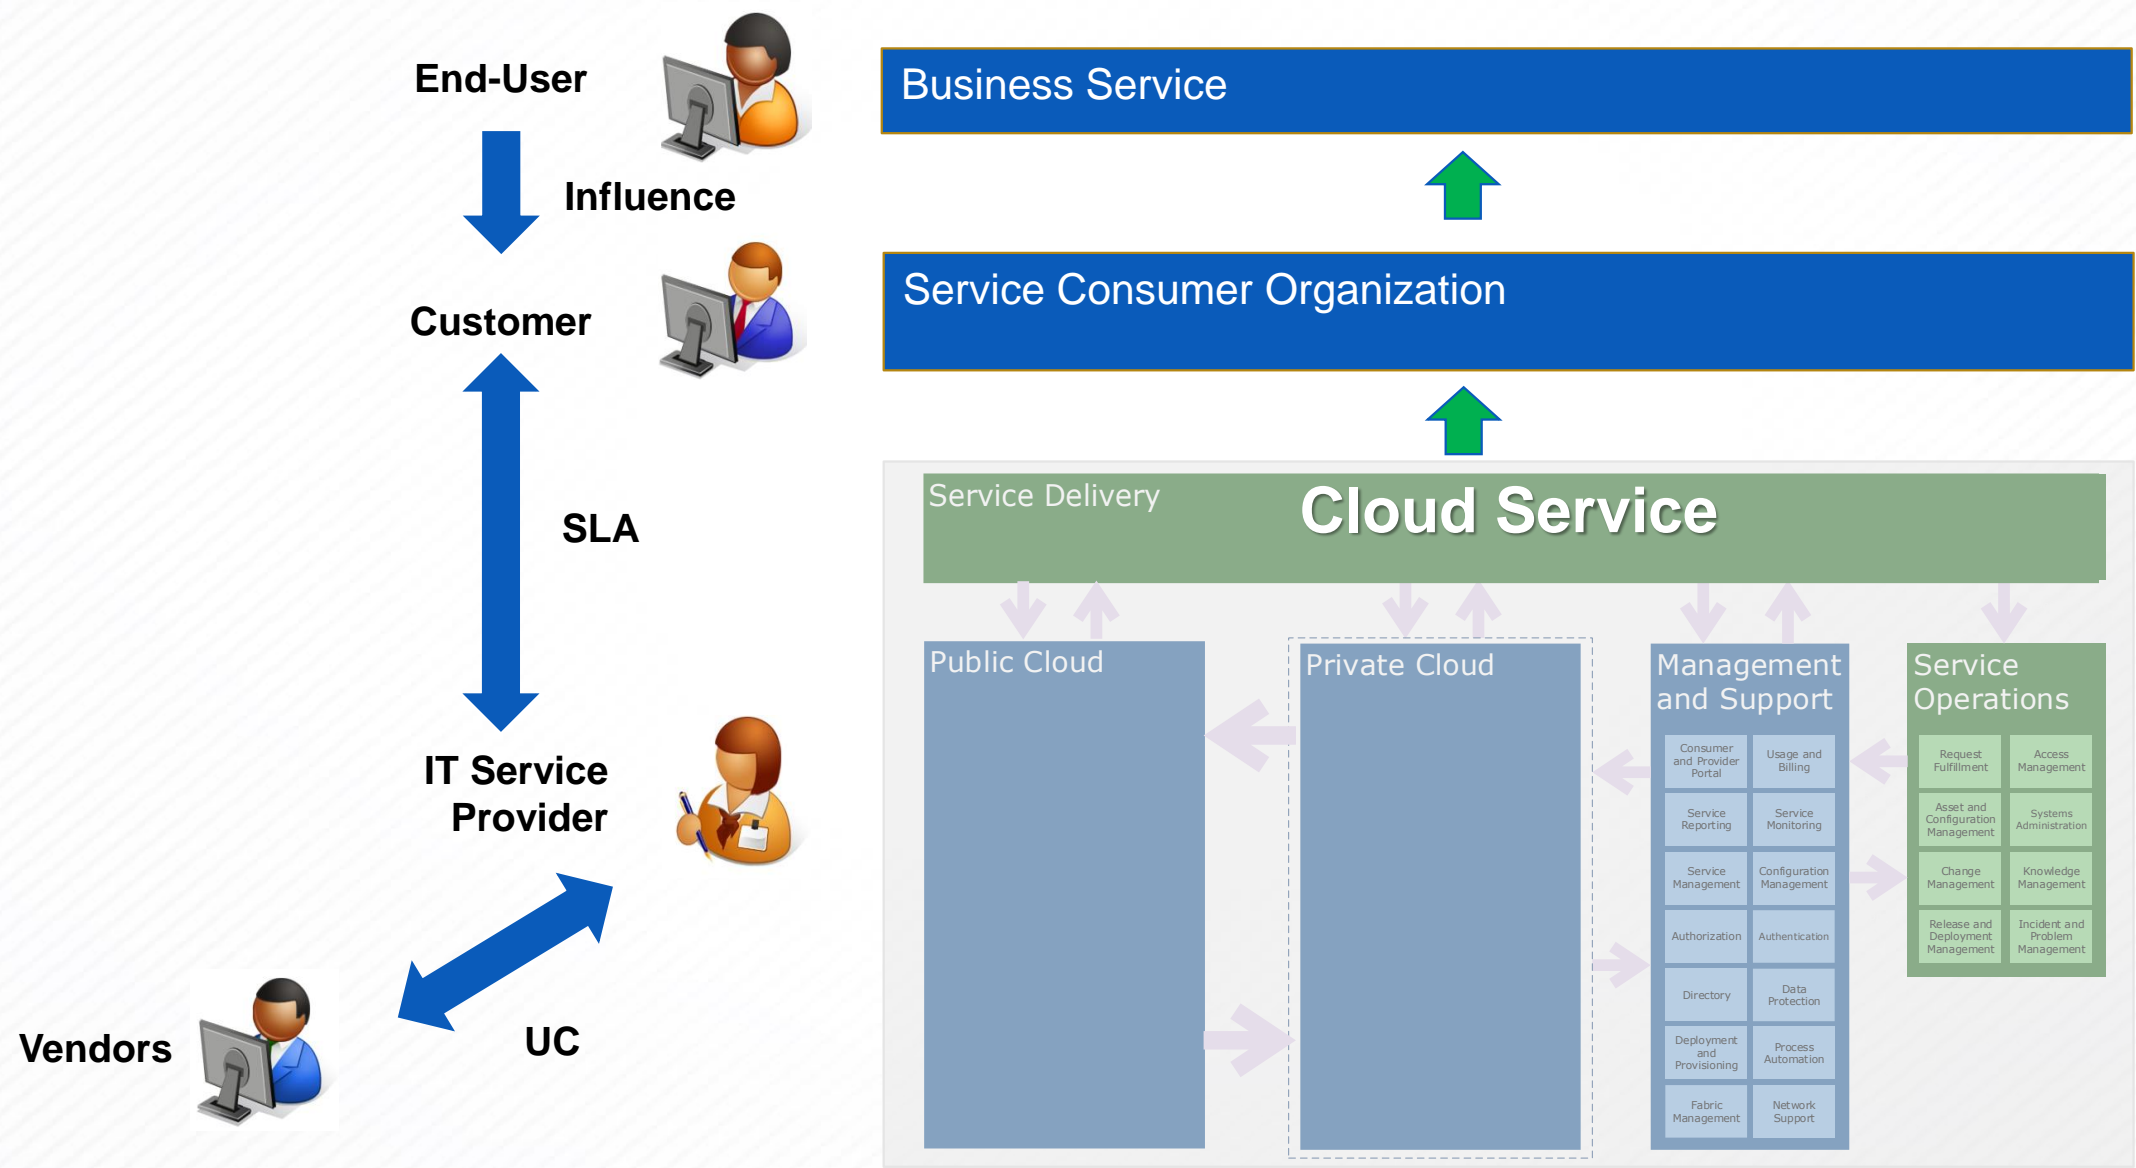 End-User
Influence
Customer
SLA
IT Service
Provider
Vendors
UC
Business Service
Service Consumer Organization
Service Delivery
Cloud Service
Public Cloud
Private Cloud
Management
and Support
Consumer
and Provider
Portal
Usage and
Billing
Service
Reporting
Service
Monitoring
Service
Management
Configuration
Management
Authorization
Authentication
Directory
Data
Protection
Deployment
and
Provisioning
Process
Automation
Fabric
Management
Network
Support
Service
Operations
Request
Fulfillment
Access
Management
Asset and
Configuration
Management
Systems
Administration
Change
Management
Knowledge
Management
Release and
Deployment
Management
Incident and
Problem
Management